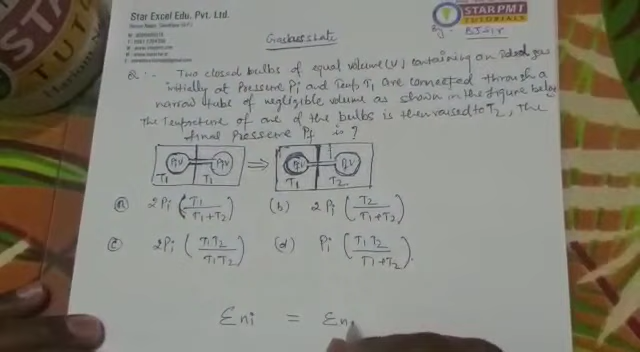 Star Excel Edu. Pvt. Ltd.
STARPMT
TUTORIALS
By:-
Gaseous state
Q:- Two closed bulbs of equal volume (V) containing an ideal gas
initially at Pressure Pi and Temp. T1 are connected through a
narrow tube of negligible volume as shown in the figure below
The Temperature of one of the bulbs is then raised to T2, The
final Pressure Pf is ?
Pi,V Pi,V ⇒ Pf,V Pf,V
T1 T1 T1 T2
(a) 2Pi (T1/(T1+T2)) (b) 2Pi (T2/(T1+T2))
(c) 2Pi (T1T2/(T1T2)) (d) Pi (T1T2/(T1+T2)).
Σni = Σn